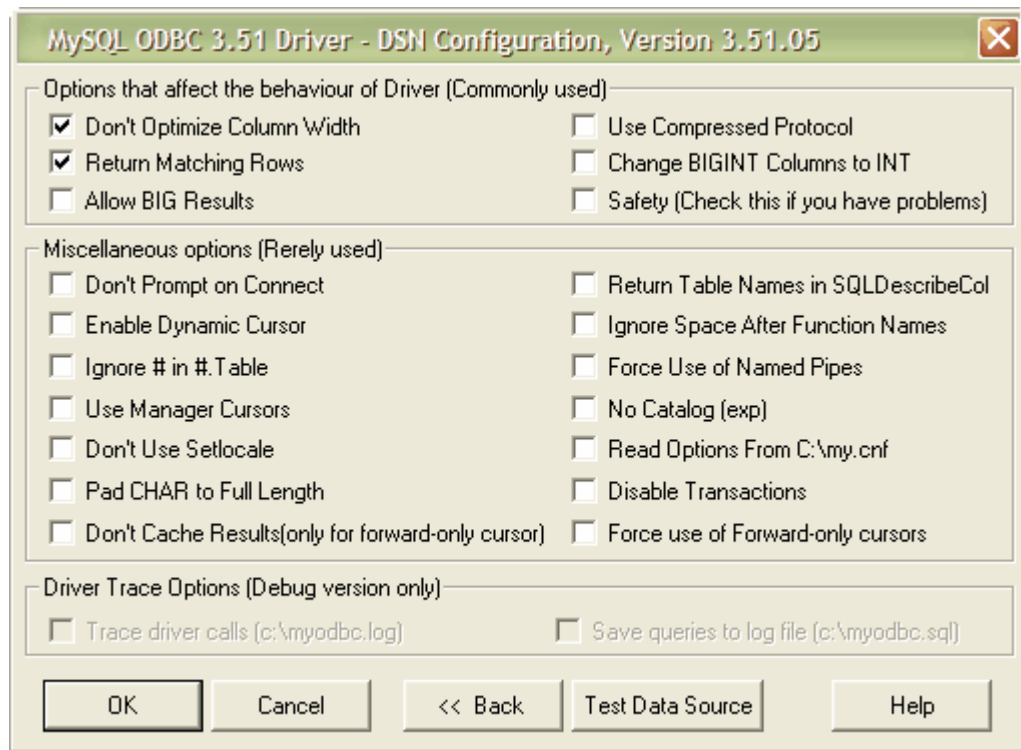 MySQL ODBC 3.51 Driver - DSN Configuration, Version 3.51.05
Options that affect the behaviour of Driver (Commonly used)
Don't Optimize Column Width
Use Compressed Protocol
Return Matching Rows
Change BIGINT Columns to INT
Allow BIG Results
Safety (Check this if you have problems)
Miscellaneous options (Rerely used)
Don't Prompt on Connect
Return Table Names in SQLDescribeCol
Enable Dynamic Cursor
Ignore Space After Function Names
Ignore # in #.Table
Force Use of Named Pipes
Use Manager Cursors
No Catalog (exp)
Don't Use Setlocale
Read Options From C:\my.cnf
Pad CHAR to Full Length
Disable Transactions
Don't Cache Results(only for forward-only cursor)
Force use of Forward-only cursors
Driver Trace Options (Debug version only)
Trace driver calls (c:\myodbc.log)
Save queries to log file (c:\myodbc.sql)
OK
Cancel
<< Back
Test Data Source
Help